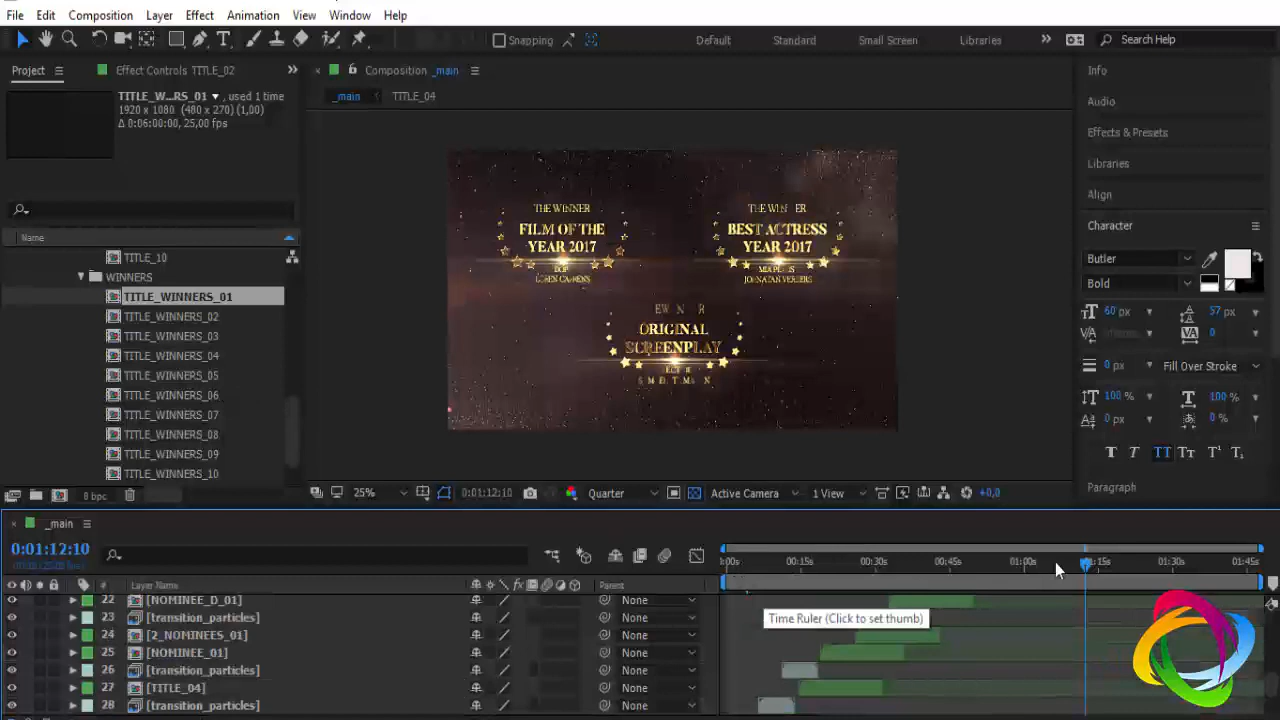 File Edit Composition Layer Effect Animation View Window Help
Snapping Default Standard Small Screen Libraries Search Help
Project Effect Controls TITLE_02
Composition _main
_main TITLE_04
TITLE_W...RS_01 , used 1 time
1920 x 1080 (480 x 270) (1,00)
Δ 0:06:00:00, 25,00 fps
Name
TITLE_10
WINNERS
TITLE_WINNERS_01
TITLE_WINNERS_02
TITLE_WINNERS_03
TITLE_WINNERS_04
TITLE_WINNERS_05
TITLE_WINNERS_06
TITLE_WINNERS_07
TITLE_WINNERS_08
TITLE_WINNERS_09
TITLE_WINNERS_10
8 bpc
THE WINNER
FILM OF THE
YEAR 2017
THE WIN ER
BEST ACTRESS
YEAR 2017
ORIGINAL
SCREENPLAY
25% 0:01:12:10 Quarter Active Camera 1 View +0,0
Info
Audio
Effects & Presets
Libraries
Align
Character
Butler
Bold
60 px 57 px
0
0 px Fill Over Stroke
100 % 100 %
0 px 0 %
T T TT Tt T¹ T₁
Paragraph
_main
0:01:12:10
:00s 00:15s 00:30s 00:45s 01:00s 01:15s 01:30s 01:45s
# Layer Name Parent
22 [NOMINEE_D_01] None
23 [transition_particles] None
24 [2_NOMINEES_01] None
25 [NOMINEE_01] None
26 [transition_particles] None
27 [TITLE_04] None
28 [transition_particles] None
Time Ruler (Click to set thumb)